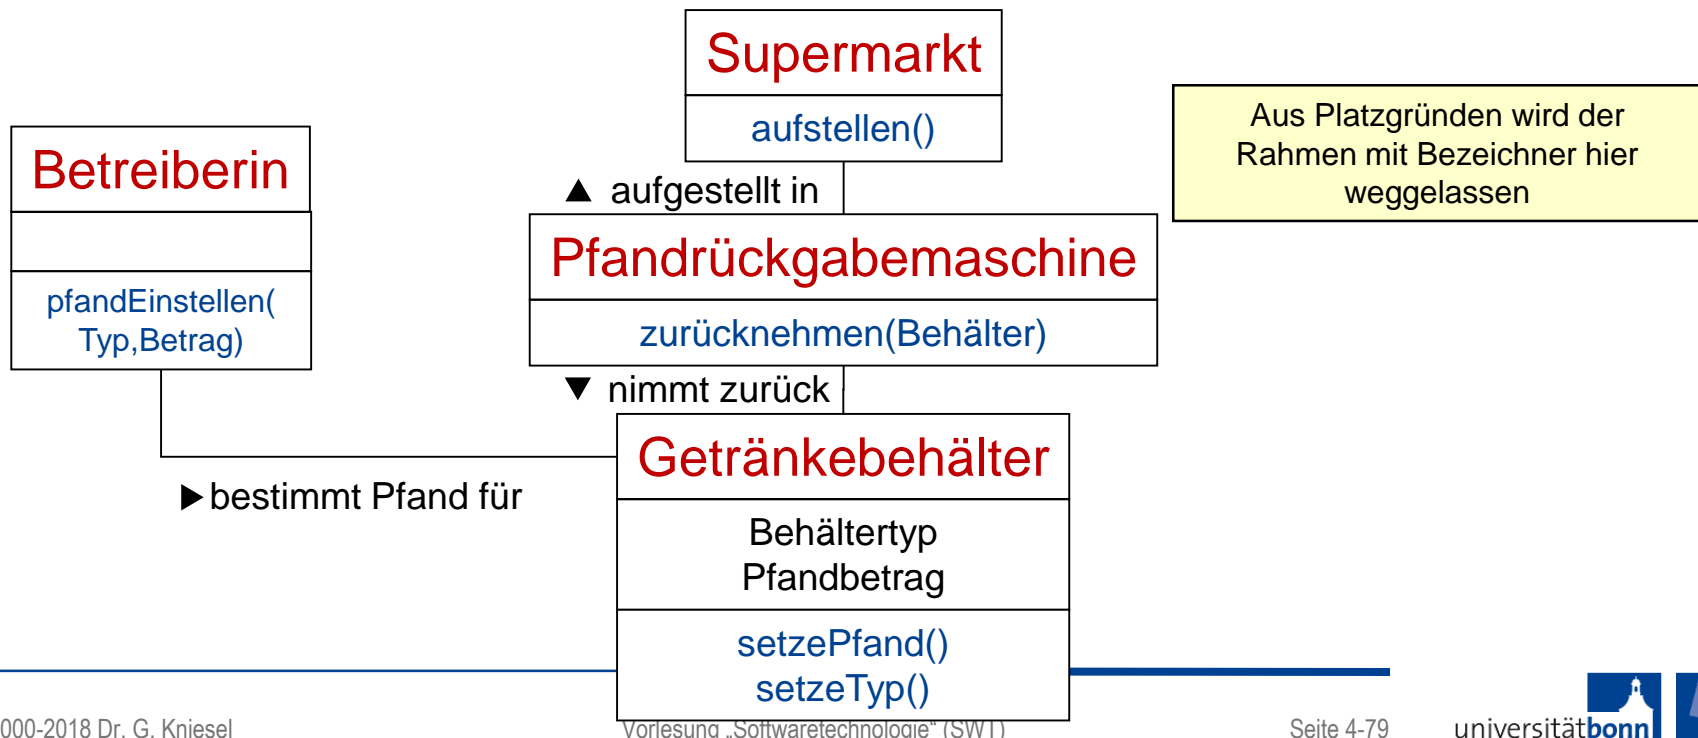 Supermarkt
aufstellen()
Aus Platzgründen wird der
Rahmen mit Bezeichner hier
weggelassen
Betreiberin
pfandEinstellen(
Typ,Betrag)
▲ aufgestellt in
Pfandrückgabemaschine
zurücknehmen(Behälter)
▼ nimmt zurück
Getränkebehälter
▶ bestimmt Pfand für
Behältertyp
Pfandbetrag
setzePfand()
setzeTyp()
000-2018 Dr. G. Kniesel
Vorlesung „Softwaretechnologie“ (SWT)
Seite 4-79
universitätbonn